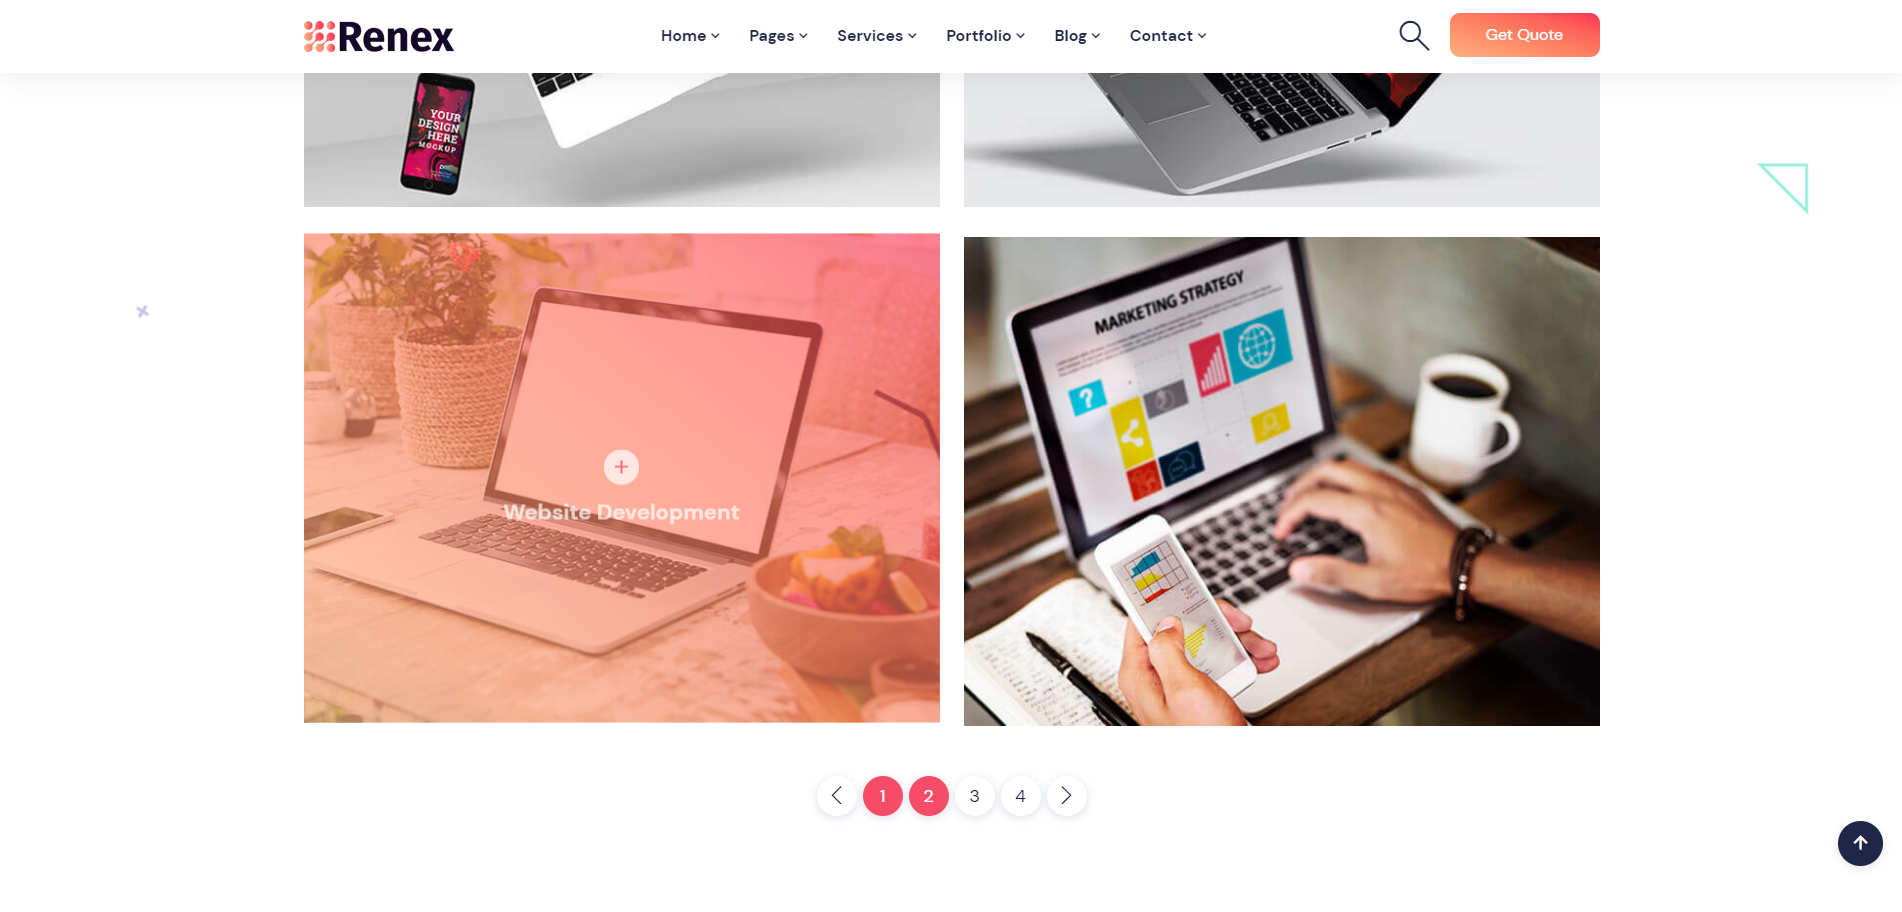 Renex
Home
Pages
Services
Portfolio
Blog
Contact
Get Quote
YOUR
DESIGN
HERE
MOCKUP
MARKETING STRATEGY
?
+
Website Development
1
2
3
4